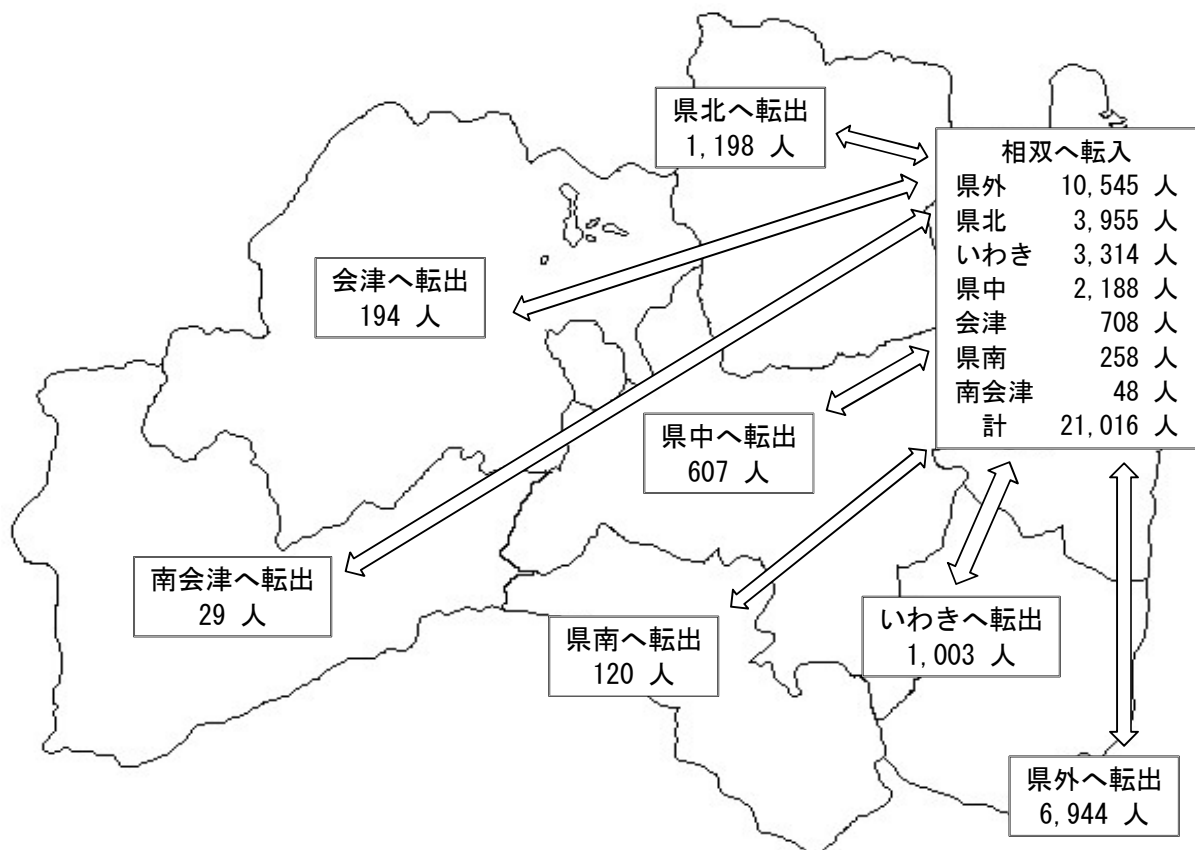 県北へ転出
1,198 人
相双へ転入
県外 10,545 人
県北 3,955 人
いわき 3,314 人
県中 2,188 人
会津 708 人
県南 258 人
南会津 48 人
計 21,016 人
会津へ転出
194 人
県中へ転出
607 人
南会津へ転出
29 人
県南へ転出
120 人
いわきへ転出
1,003 人
県外へ転出
6,944 人